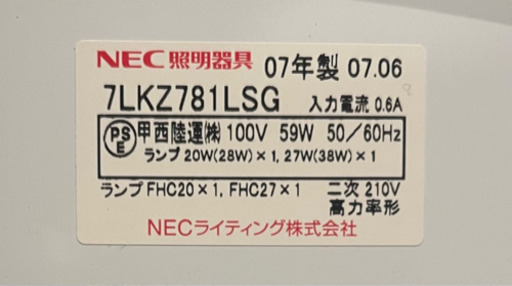 NEC 照明器具 07年製 07.06
7LKZ781LSG 入力電流 0.6A
PSE 甲西陸運㈱ 100V 59W 50/60Hz
ランプ 20W(28W)×1, 27W(38W)×1
ランプ FHC20×1, FHC27×1 二次 210V
高力率形
NECライティング株式会社